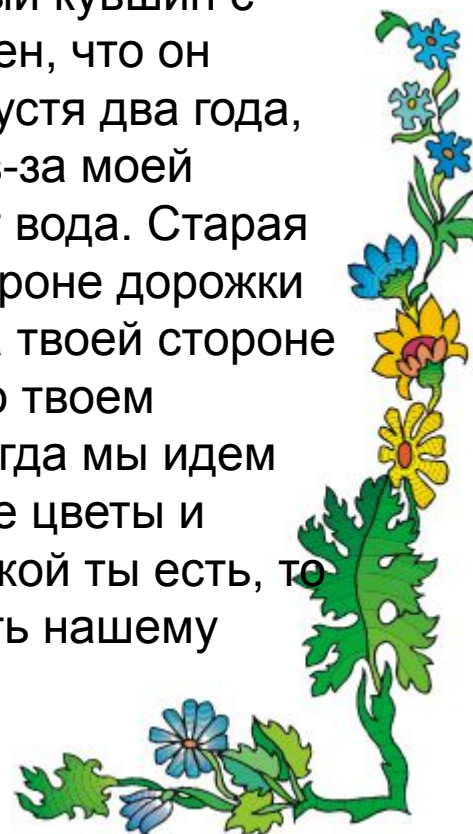 ый кувшин с
ен, что он
устя два года,
в-за моей
т вода. Старая
роне дорожки
а твоей стороне
о твоем
огда мы идем
е цветы и
кой ты есть, то
ть нашему